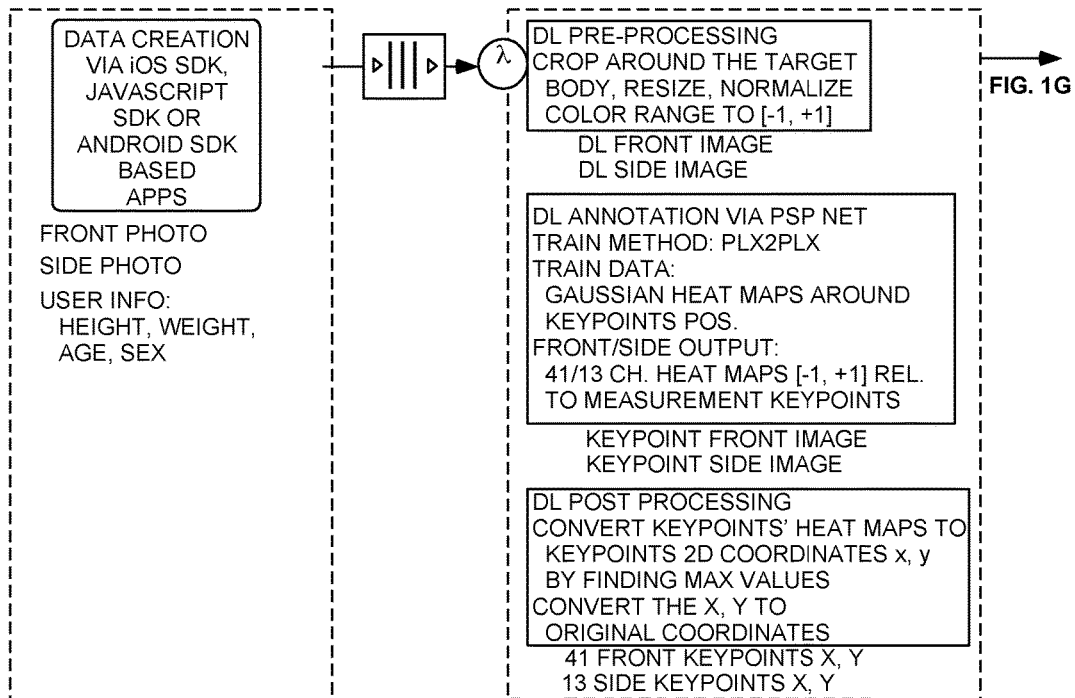 DATA CREATION
VIA iOS SDK,
JAVASCRIPT
SDK OR
ANDROID SDK
BASED
APPS
FRONT PHOTO
SIDE PHOTO
USER INFO:
HEIGHT, WEIGHT,
AGE, SEX
λ
DL PRE-PROCESSING
CROP AROUND THE TARGET
BODY, RESIZE, NORMALIZE
COLOR RANGE TO [-1, +1]
DL FRONT IMAGE
DL SIDE IMAGE
DL ANNOTATION VIA PSP NET
TRAIN METHOD: PLX2PLX
TRAIN DATA:
GAUSSIAN HEAT MAPS AROUND
KEYPOINTS POS.
FRONT/SIDE OUTPUT:
41/13 CH. HEAT MAPS [-1, +1] REL.
TO MEASUREMENT KEYPOINTS
KEYPOINT FRONT IMAGE
KEYPOINT SIDE IMAGE
DL POST PROCESSING
CONVERT KEYPOINTS' HEAT MAPS TO
KEYPOINTS 2D COORDINATES x, y
BY FINDING MAX VALUES
CONVERT THE X, Y TO
ORIGINAL COORDINATES
41 FRONT KEYPOINTS X, Y
13 SIDE KEYPOINTS X, Y
FIG. 1G